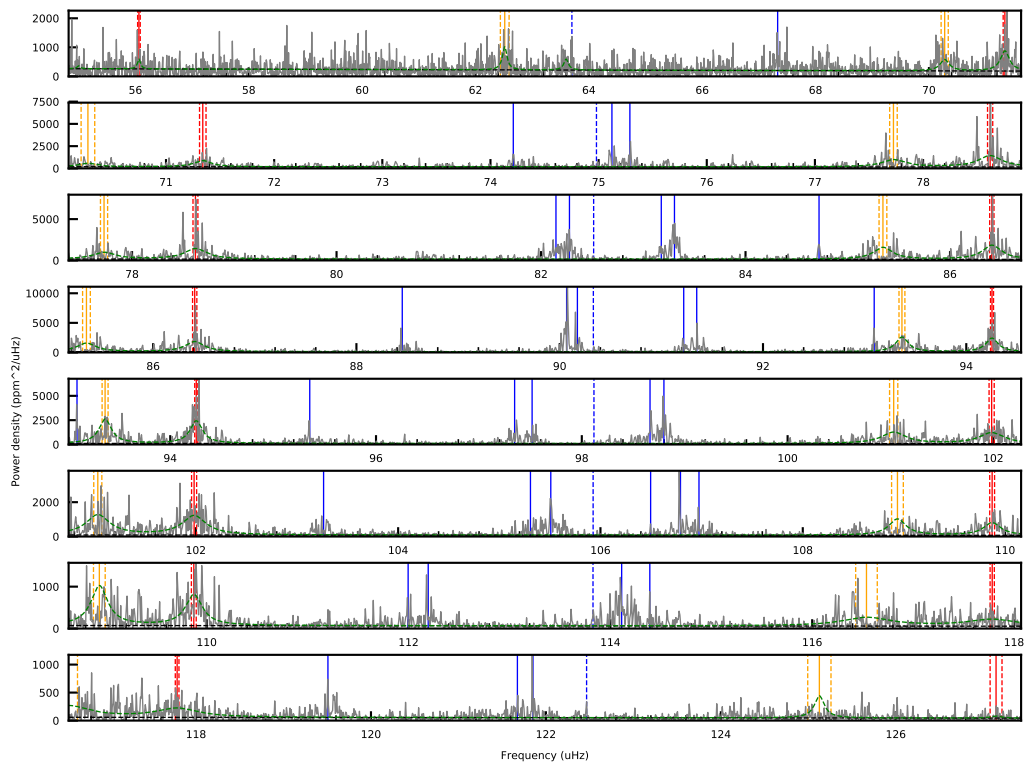 2000
1000
0
56 58 60 62 64 66 68 70
7500
5000
2500
0
71 72 73 74 75 76 77 78
5000
0
78 80 82 84 86
10000
5000
0
86 88 90 92 94
5000
2500
0
94 96 98 100 102
2000
0
102 104 106 108 110
1000
0
110 112 114 116 118
1000
500
0
118 120 122 124 126
Power density (ppm^2/uHz)
Frequency (uHz)